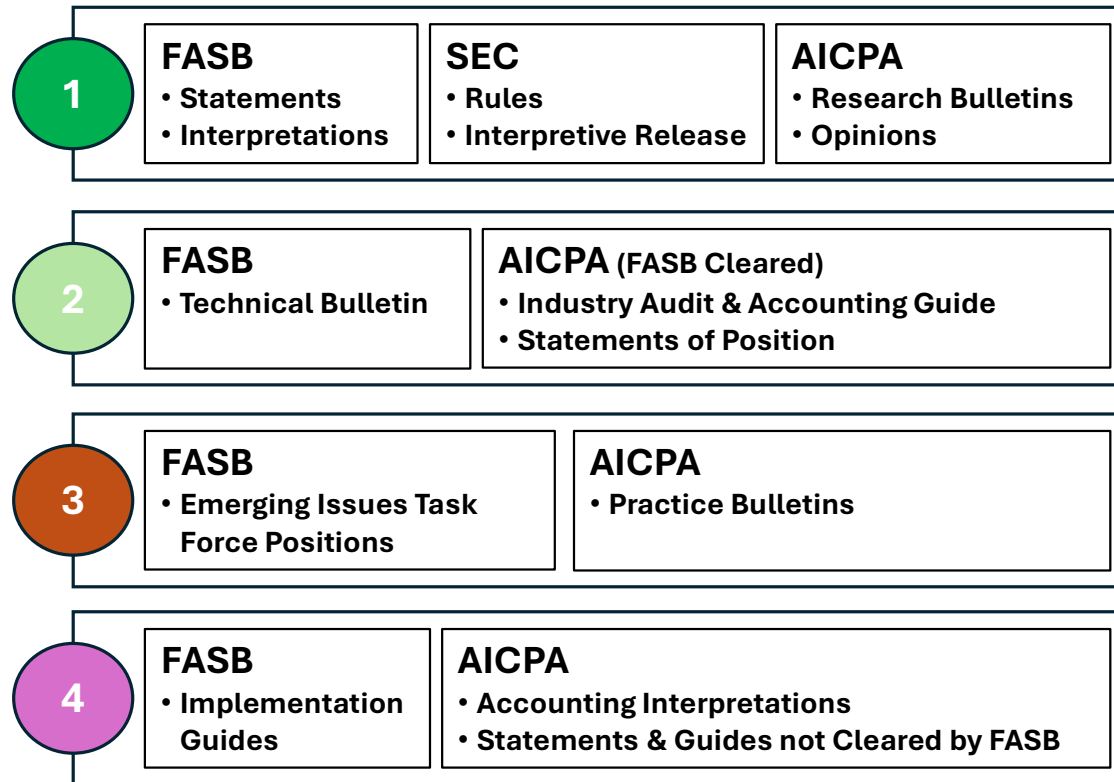 1
FASB
• Statements
• Interpretations
SEC
• Rules
• Interpretive Release
AICPA
• Research Bulletins
• Opinions
2
FASB
• Technical Bulletin
AICPA (FASB Cleared)
• Industry Audit & Accounting Guide
• Statements of Position
3
FASB
• Emerging Issues Task
Force Positions
AICPA
• Practice Bulletins
4
FASB
• Implementation
Guides
AICPA
• Accounting Interpretations
• Statements & Guides not Cleared by FASB